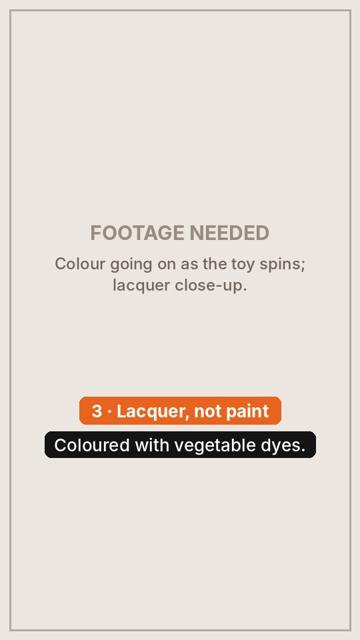 FOOTAGE NEEDED
Colour going on as the toy spins;
lacquer close-up.
3 · Lacquer, not paint
Coloured with vegetable dyes.